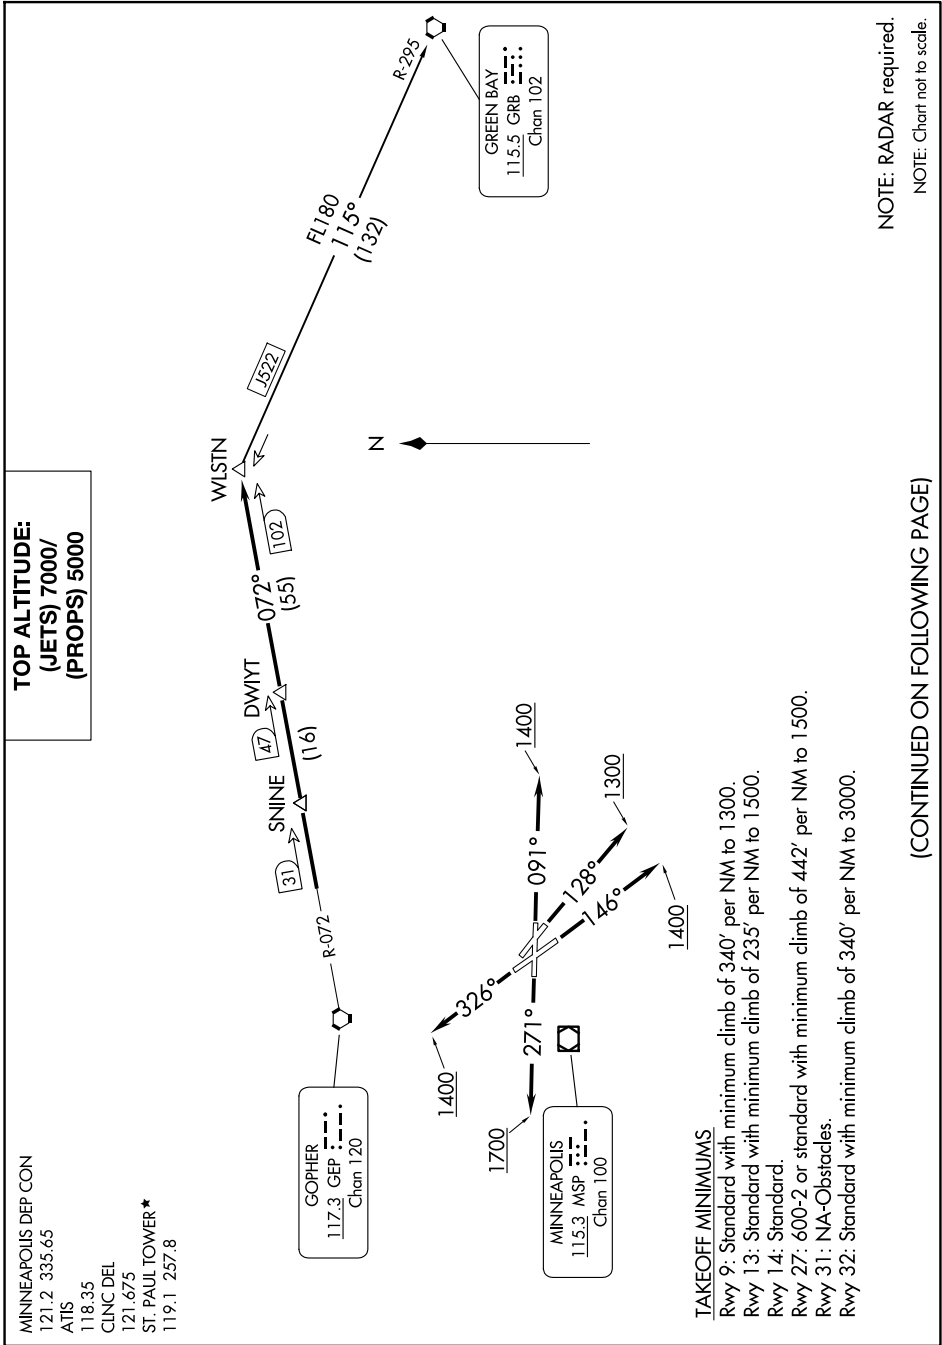 MINNEAPOLIS DEP CON
121.2 335.65
ATIS
118.35
CLNC DEL
121.675
ST. PAUL TOWER★
119.1 257.8
TOP ALTITUDE:
(JETS) 7000/
(PROPS) 5000
GOPHER
117.3 GEP
Chan 120
R-072
31
SNINE
47
(16)
DWIYT
072°
(55)
102
WLSTN
J522
FL180
115°
(132)
R-295
GREEN BAY
115.5 GRB
Chan 102
N
MINNEAPOLIS
115.3 MSP
Chan 100
1400
326°
1700
271°
091°
1400
128°
1300
146°
1400
TAKEOFF MINIMUMS
Rwy 9: Standard with minimum climb of 340' per NM to 1300.
Rwy 13: Standard with minimum climb of 235' per NM to 1500.
Rwy 14: Standard.
Rwy 27: 600-2 or standard with minimum climb of 442' per NM to 1500.
Rwy 31: NA-Obstacles.
Rwy 32: Standard with minimum climb of 340' per NM to 3000.
NOTE: RADAR required.
NOTE: Chart not to scale.
(CONTINUED ON FOLLOWING PAGE)